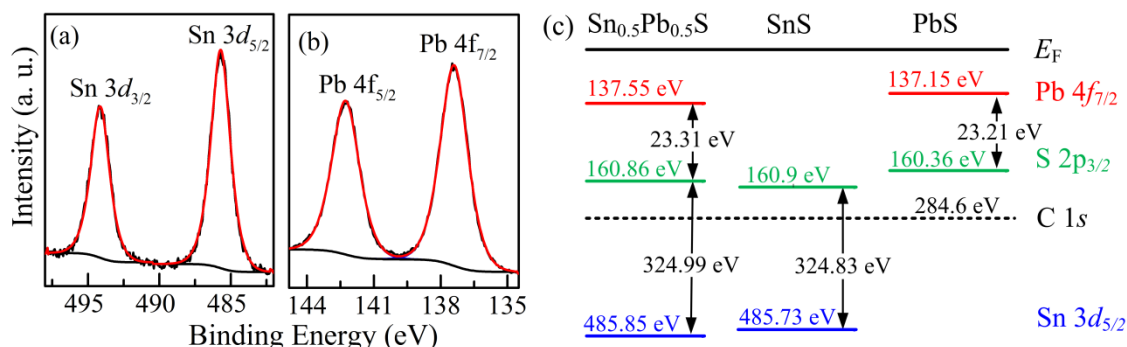 (a)
Sn 3d5/2
Sn 3d3/2
(b)
Pb 4f7/2
Pb 4f5/2
Intensity (a. u.)
495 490 485
144 141 138 135
Binding Energy (eV)
(c)
Sn0.5Pb0.5S SnS PbS
EF
137.55 eV 137.15 eV Pb 4f7/2
23.31 eV 23.21 eV
160.86 eV 160.9 eV 160.36 eV S 2p3/2
284.6 eV C 1s
324.99 eV 324.83 eV
485.85 eV 485.73 eV Sn 3d5/2